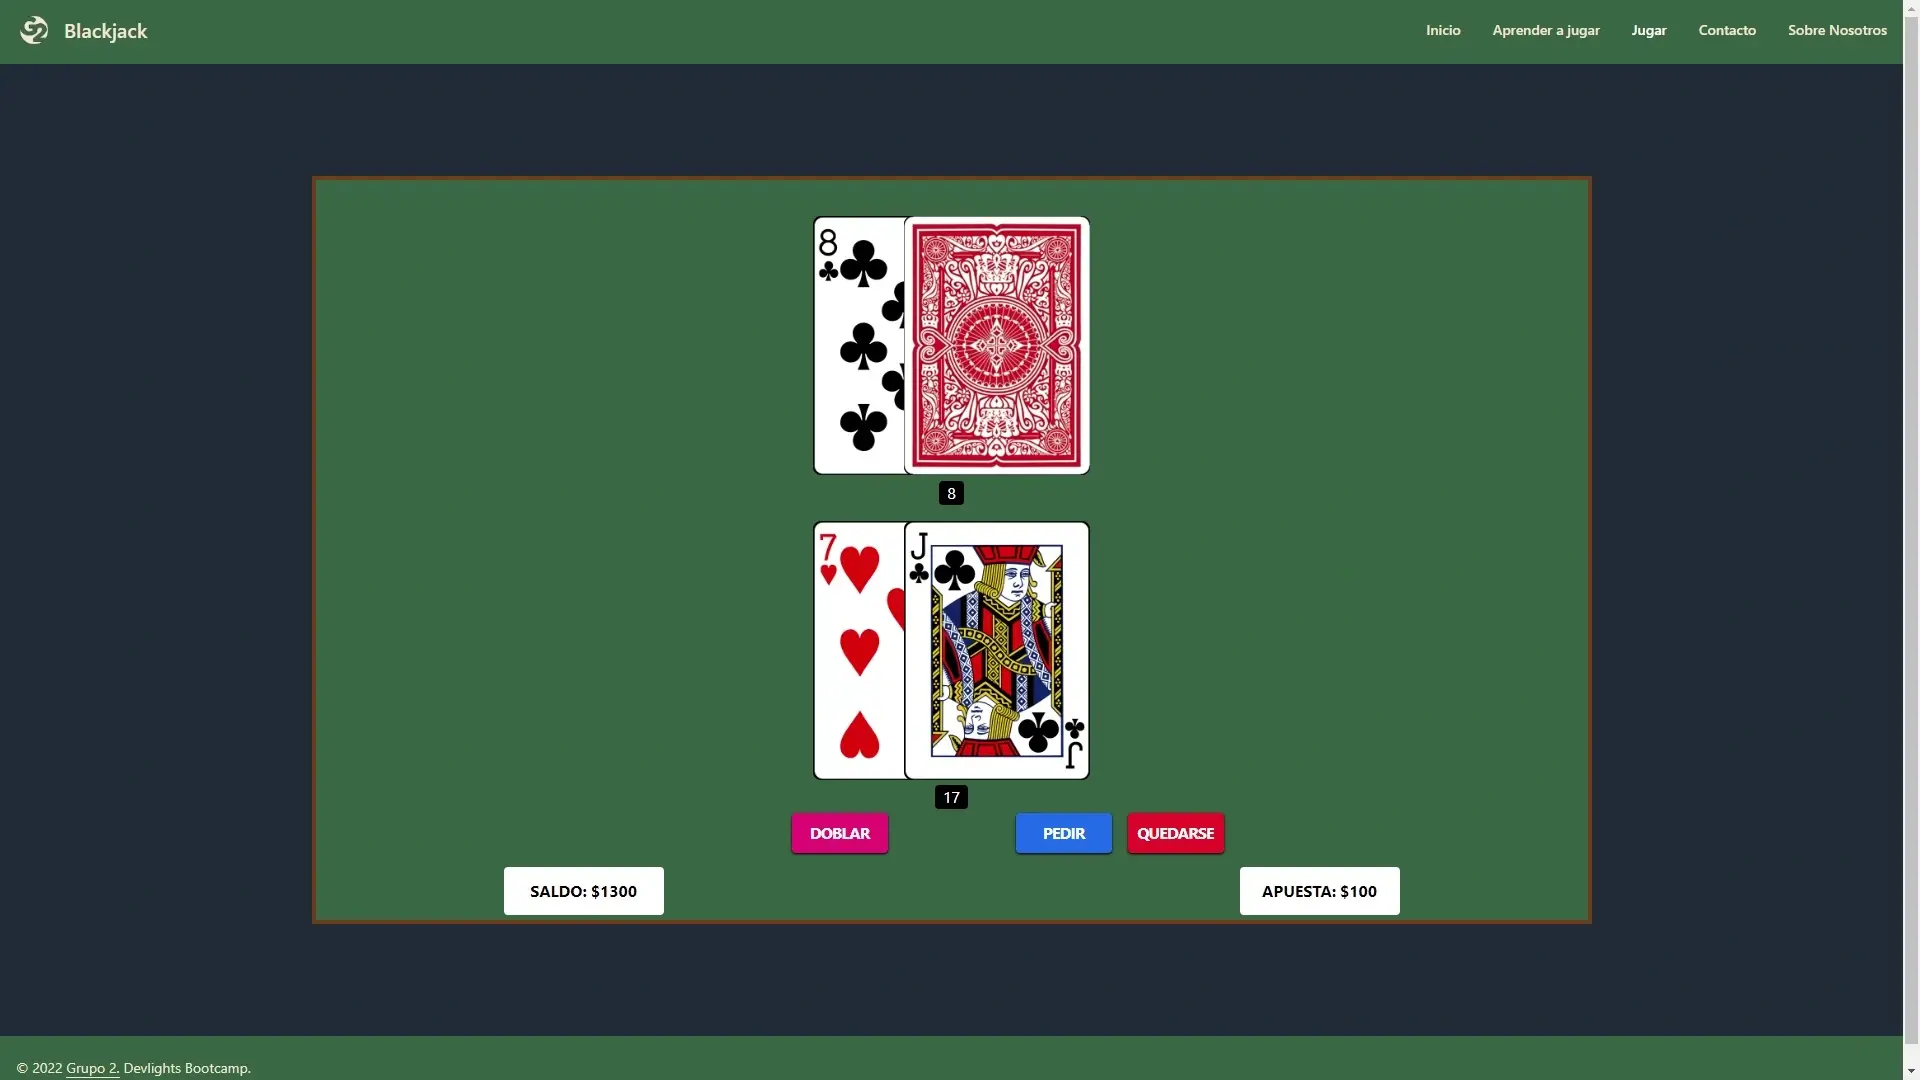 Blackjack
Inicio Aprender a jugar Jugar Contacto Sobre Nosotros
8
8
7
J
J
17
DOBLAR PEDIR QUEDARSE
SALDO: $1300 APUESTA: $100
© 2022 Grupo 2. Devlights Bootcamp.